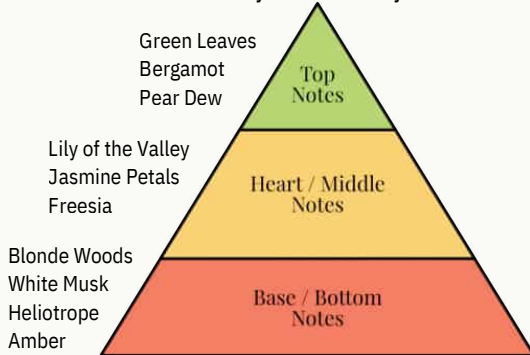 Green Leaves
Bergamot
Pear Dew
Top
Notes
Lily of the Valley
Jasmine Petals
Freesia
Heart / Middle
Notes
Blonde Woods
White Musk
Heliotrope
Amber
Base / Bottom
Notes